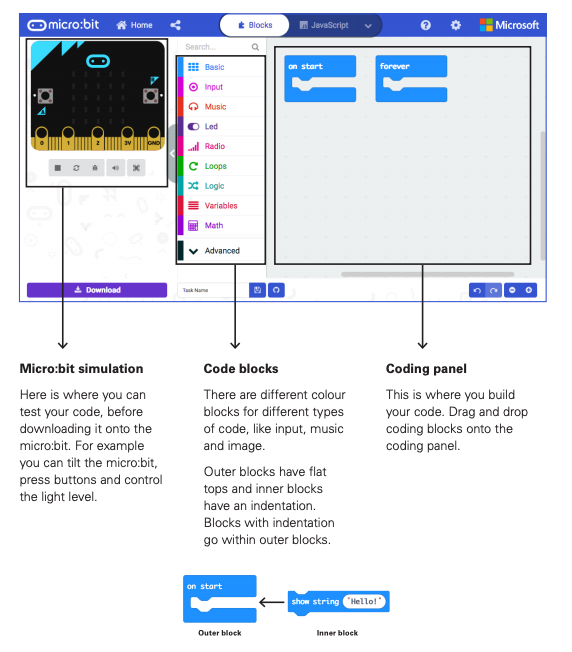 micro:bit Home Blocks JavaScript ? Microsoft
Search...
Basic
Input
Music
Led
Radio
Loops
Logic
Variables
Math
Advanced
on start
forever
0 1 2 3V GND
Download
Task Name
Micro:bit simulation
Here is where you can
test your code, before
downloading it onto the
micro:bit. For example
you can tilt the micro:bit,
press buttons and control
the light level.
Code blocks
There are different colour
blocks for different types
of code, like input, music
and image.
Outer blocks have flat
tops and inner blocks
have an indentation.
Blocks with indentation
go within outer blocks.
Coding panel
This is where you build
your code. Drag and drop
coding blocks onto the
coding panel.
on start
show string "Hello!"
Outer block
Inner block